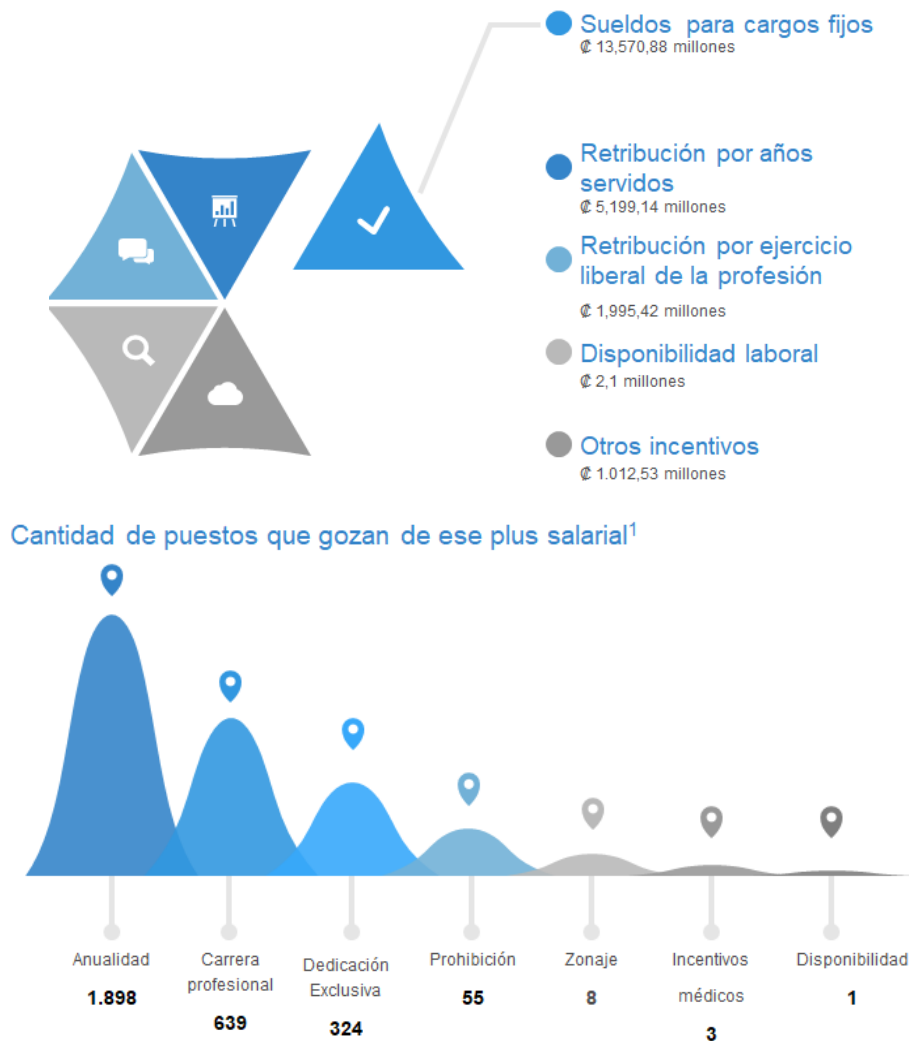 Sueldos para cargos fijos
₡ 13,570,88 millones
Retribución por años
servidos
₡ 5,199,14 millones
Retribución por ejercicio
liberal de la profesión
₡ 1,995,42 millones
Disponibilidad laboral
₡ 2,1 millones
Otros incentivos
₡ 1.012,53 millones
Cantidad de puestos que gozan de ese plus salarial¹
Anualidad
1.898
Carrera
profesional
639
Dedicación
Exclusiva
324
Prohibición
55
Zonaje
8
Incentivos
médicos
3
Disponibilidad
1